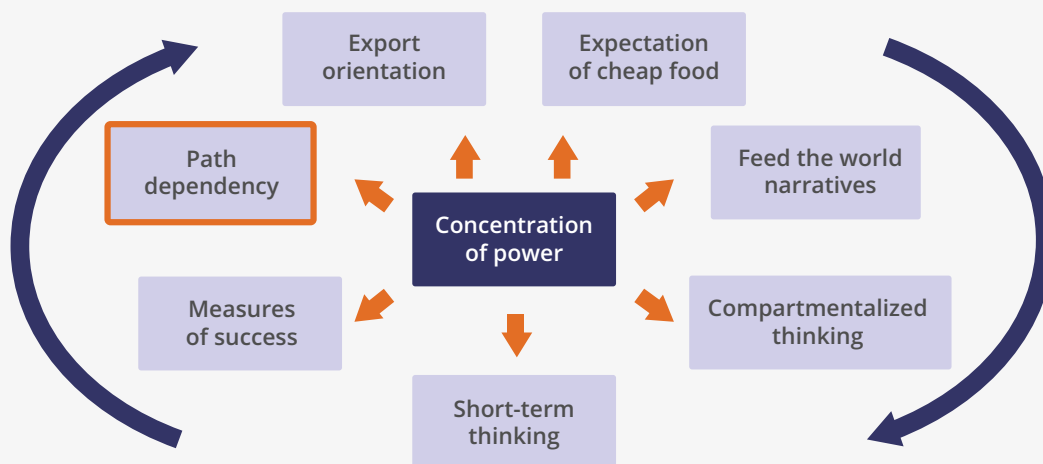 Export
orientation
Expectation
of cheap food
Path
dependency
Feed the world
narratives
Concentration
of power
Measures
of success
Compartmentalized
thinking
Short-term
thinking